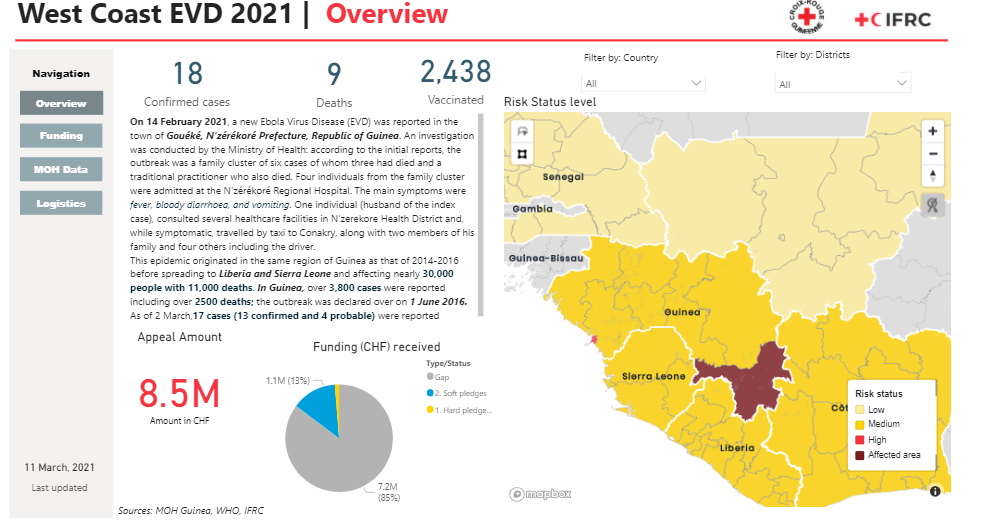 West Coast EVD 2021 | Overview
CROIX-ROUGE
GUINEENNE
IFRC
Navigation
Overview
Funding
MOH Data
Logistics
11 March, 2021
Last updated
18
Confirmed cases
9
Deaths
2,438
Vaccinated
Filter by: Country
All
Filter by: Districts
All
On 14 February 2021, a new Ebola Virus Disease (EVD) was reported in the
town of Gouéké, N'zérékoré Prefecture, Republic of Guinea. An investigation
was conducted by the Ministry of Health: according to the initial reports, the
outbreak was a family cluster of six cases of whom three had died and a
traditional practitioner who also died. Four individuals from the family cluster
were admitted at the N'zérékoré Regional Hospital. The main symptoms were
fever, bloody diarrhoea, and vomiting. One individual (husband of the index
case), consulted several healthcare facilities in N'zerekore Health District and,
while symptomatic, travelled by taxi to Conakry, along with two members of his
family and four others including the driver.
This epidemic originated in the same region of Guinea as that of 2014-2016
before spreading to Liberia and Sierra Leone and affecting nearly 30,000
people with 11,000 deaths. In Guinea, over 3,800 cases were reported
including over 2500 deaths; the outbreak was declared over on 1 June 2016.
As of 2 March,17 cases (13 confirmed and 4 probable) were reported
Appeal Amount
8.5M
Amount in CHF
Funding (CHF) received
1.1M (13%)
7.2M
(85%)
Type/Status
Gap
2. Soft pledges
1. Hard pledge...
Sources: MOH Guinea, WHO, IFRC
Risk Status level
Senegal
Gambia
Guinea-Bissau
Guinea
Sierra Leone
Liberia
Côt
Risk status
Low
Medium
High
Affected area
mapbox